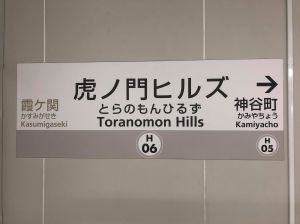 虎ノ門ヒルズ
とらのもんひるず
Toranomon Hills
H
06
霞ケ関
かすみがせき
Kasumigaseki
→
神谷町
かみやちょう
Kamiyacho
H
05